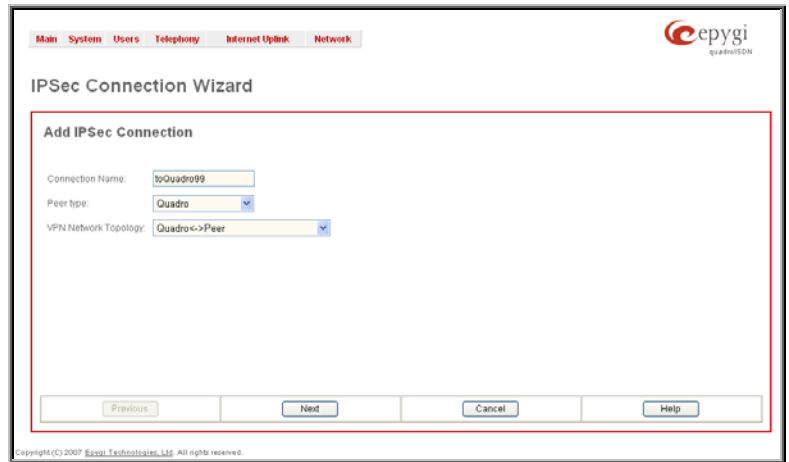 Main System Users Telephony Internet Uplink Network
epygi
quadroISDN
IPSec Connection Wizard
Add IPSec Connection
Connection Name: toQuadro99
Peer type: Quadro
VPN Network Topology: Quadro<->Peer
Previous Next Cancel Help
Copyright (C) 2007 Epygi Technologies, Ltd. All rights reserved.